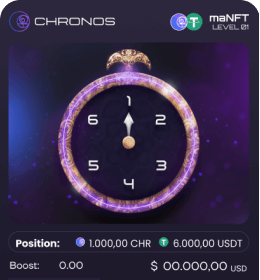 CHRONOS
maNFT
LEVEL 01
1
6 2
5 3
4
Position: 1.000,00 CHR 6.000,00 USDT
Boost: 0.00 $ 00.000,00 USD